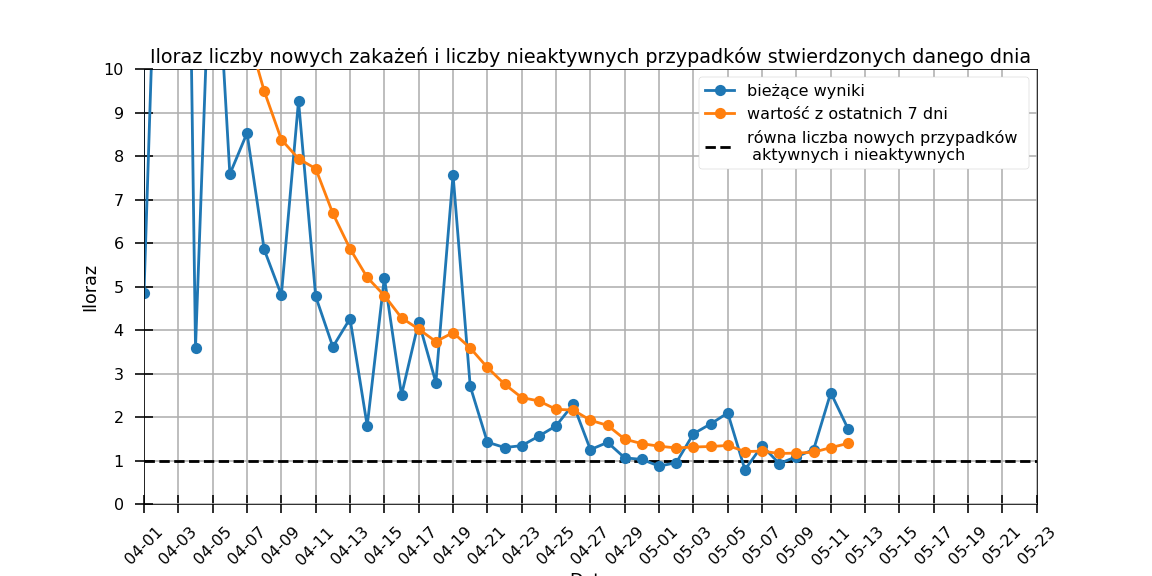 Iloraz liczby nowych zakażeń i liczby nieaktywnych przypadków stwierdzonych danego dnia
10
9
8
7
6
5
4
3
2
1
0
Iloraz
bieżące wyniki
wartość z ostatnich 7 dni
równa liczba nowych przypadków
aktywnych i nieaktywnych
04-01 04-03 04-05 04-07 04-09 04-11 04-13 04-15 04-17 04-19 04-21 04-23 04-25 04-27 04-29 05-01 05-03 05-05 05-07 05-09 05-11 05-13 05-15 05-17 05-19 05-21 05-23